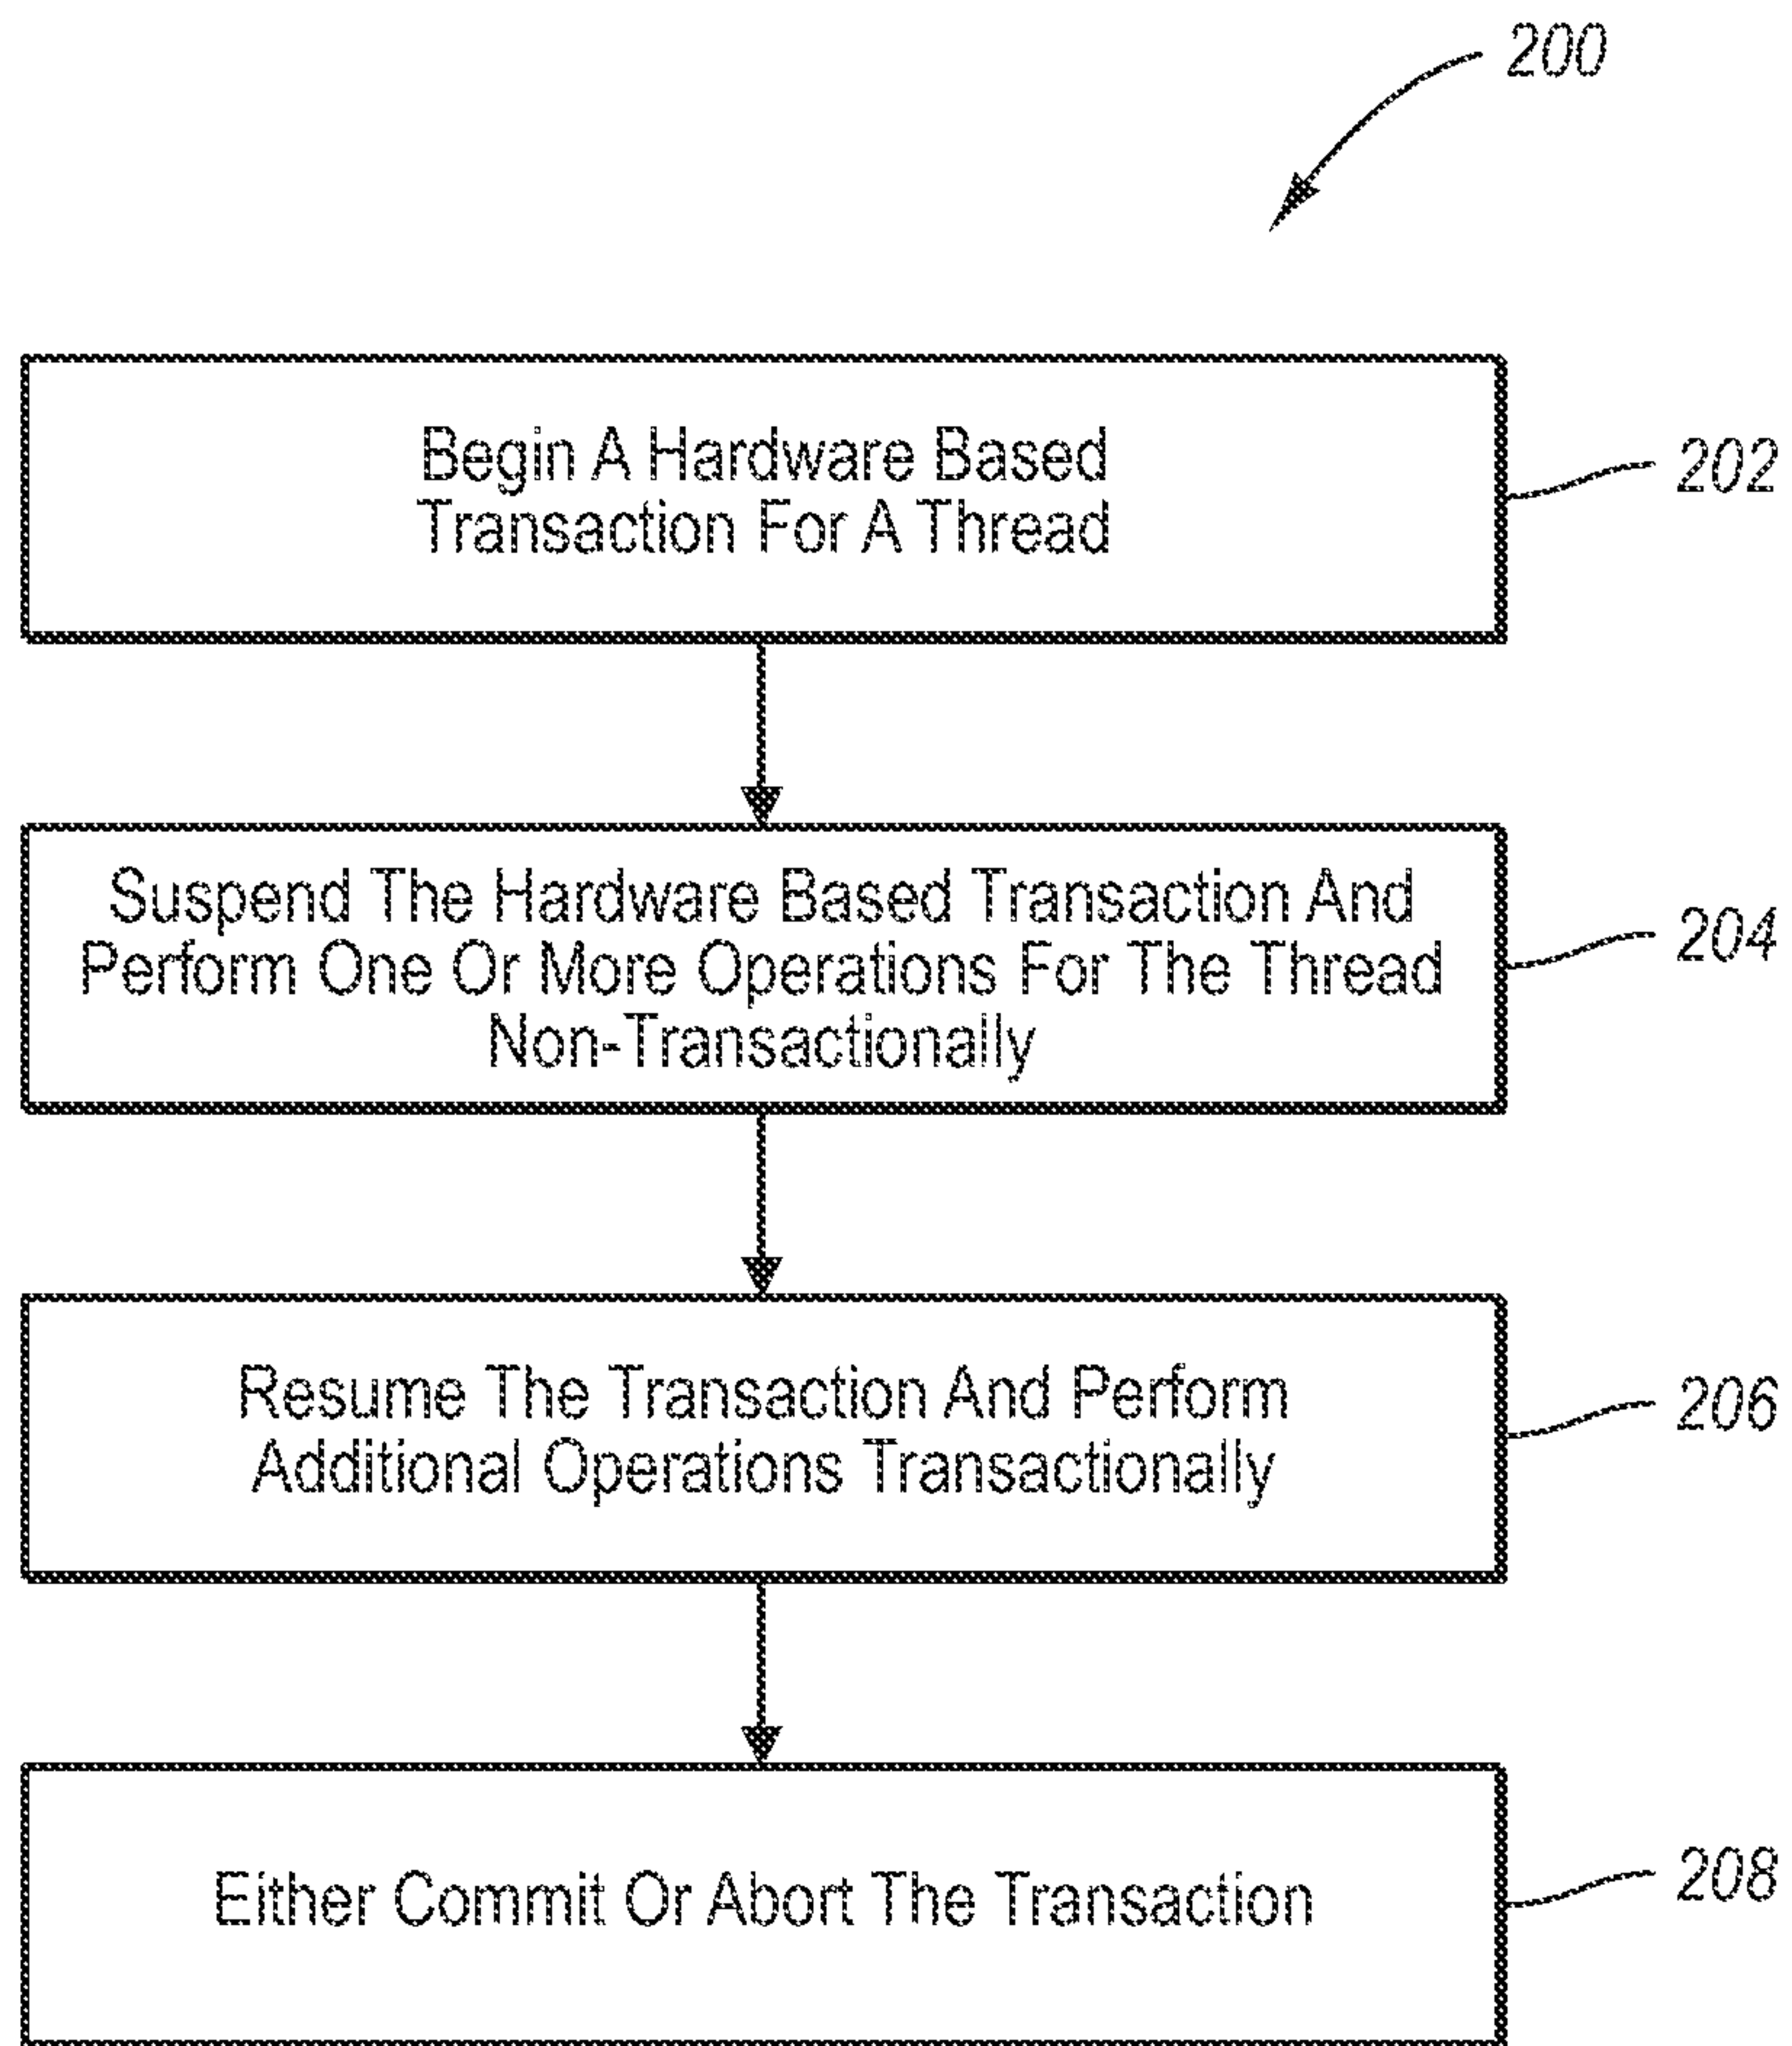 200
Begin A Hardware Based
Transaction For A Thread
202
Suspend The Hardware Based Transaction And
Perform One Or More Operations For The Thread
Non-Transactionally
204
Resume The Transaction And Perform
Additional Operations Transactionally
206
Either Commit Or Abort The Transaction
208